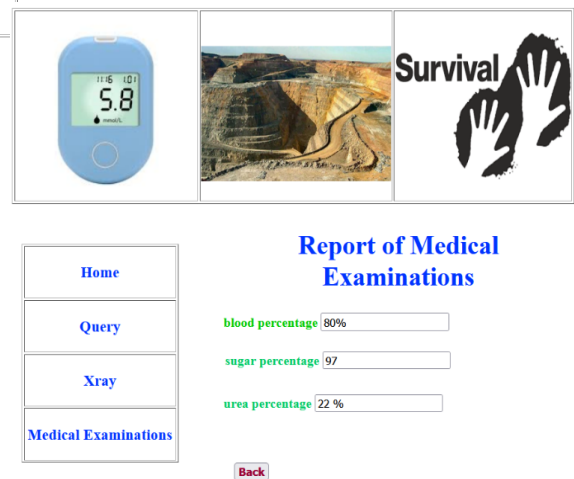 11:15 1.01
5.8
mmol/L
Survival
Report of Medical
Examinations
Home
Query
Xray
Medical Examinations
blood percentage 80%
sugar percentage 97
urea percentage 22 %
Back